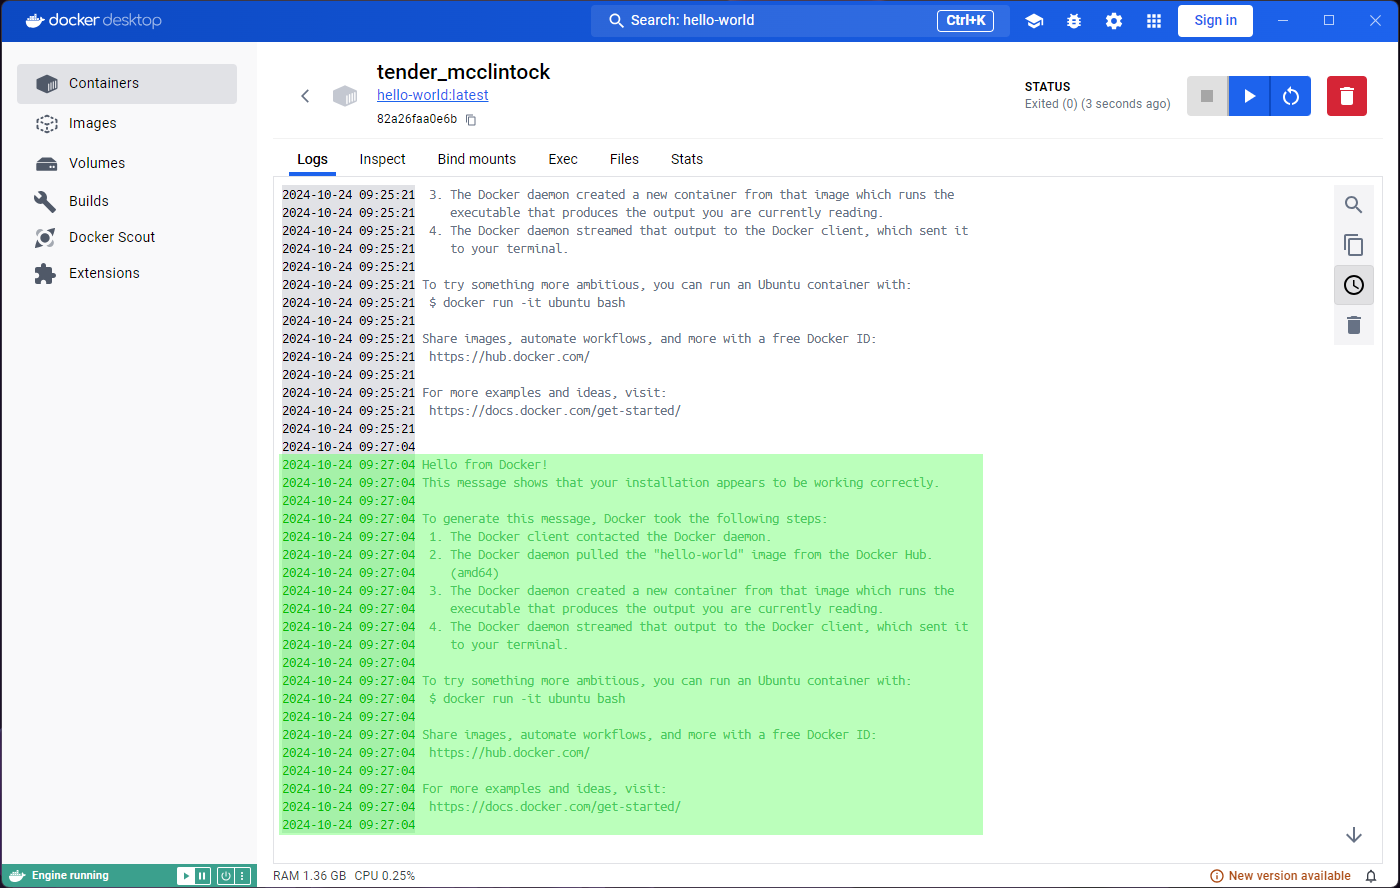 docker desktop
Search: hello-world
Ctrl+K
Sign in
Containers
Images
Volumes
Builds
Docker Scout
Extensions
tender_mcclintock
hello-world:latest
82a26faa0e6b
STATUS
Exited (0) (3 seconds ago)
Logs Inspect Bind mounts Exec Files Stats
2024-10-24 09:25:21  3. The Docker daemon created a new container from that image which runs the
2024-10-24 09:25:21     executable that produces the output you are currently reading.
2024-10-24 09:25:21  4. The Docker daemon streamed that output to the Docker client, which sent it
2024-10-24 09:25:21     to your terminal.
2024-10-24 09:25:21
2024-10-24 09:25:21 To try something more ambitious, you can run an Ubuntu container with:
2024-10-24 09:25:21  $ docker run -it ubuntu bash
2024-10-24 09:25:21
2024-10-24 09:25:21 Share images, automate workflows, and more with a free Docker ID:
2024-10-24 09:25:21  https://hub.docker.com/
2024-10-24 09:25:21
2024-10-24 09:25:21 For more examples and ideas, visit:
2024-10-24 09:25:21  https://docs.docker.com/get-started/
2024-10-24 09:25:21
2024-10-24 09:27:04
2024-10-24 09:27:04 Hello from Docker!
2024-10-24 09:27:04 This message shows that your installation appears to be working correctly.
2024-10-24 09:27:04
2024-10-24 09:27:04 To generate this message, Docker took the following steps:
2024-10-24 09:27:04  1. The Docker client contacted the Docker daemon.
2024-10-24 09:27:04  2. The Docker daemon pulled the "hello-world" image from the Docker Hub.
2024-10-24 09:27:04     (amd64)
2024-10-24 09:27:04  3. The Docker daemon created a new container from that image which runs the
2024-10-24 09:27:04     executable that produces the output you are currently reading.
2024-10-24 09:27:04  4. The Docker daemon streamed that output to the Docker client, which sent it
2024-10-24 09:27:04     to your terminal.
2024-10-24 09:27:04
2024-10-24 09:27:04 To try something more ambitious, you can run an Ubuntu container with:
2024-10-24 09:27:04  $ docker run -it ubuntu bash
2024-10-24 09:27:04
2024-10-24 09:27:04 Share images, automate workflows, and more with a free Docker ID:
2024-10-24 09:27:04  https://hub.docker.com/
2024-10-24 09:27:04
2024-10-24 09:27:04 For more examples and ideas, visit:
2024-10-24 09:27:04  https://docs.docker.com/get-started/
2024-10-24 09:27:04
Engine running
RAM 1.36 GB CPU 0.25%
New version available